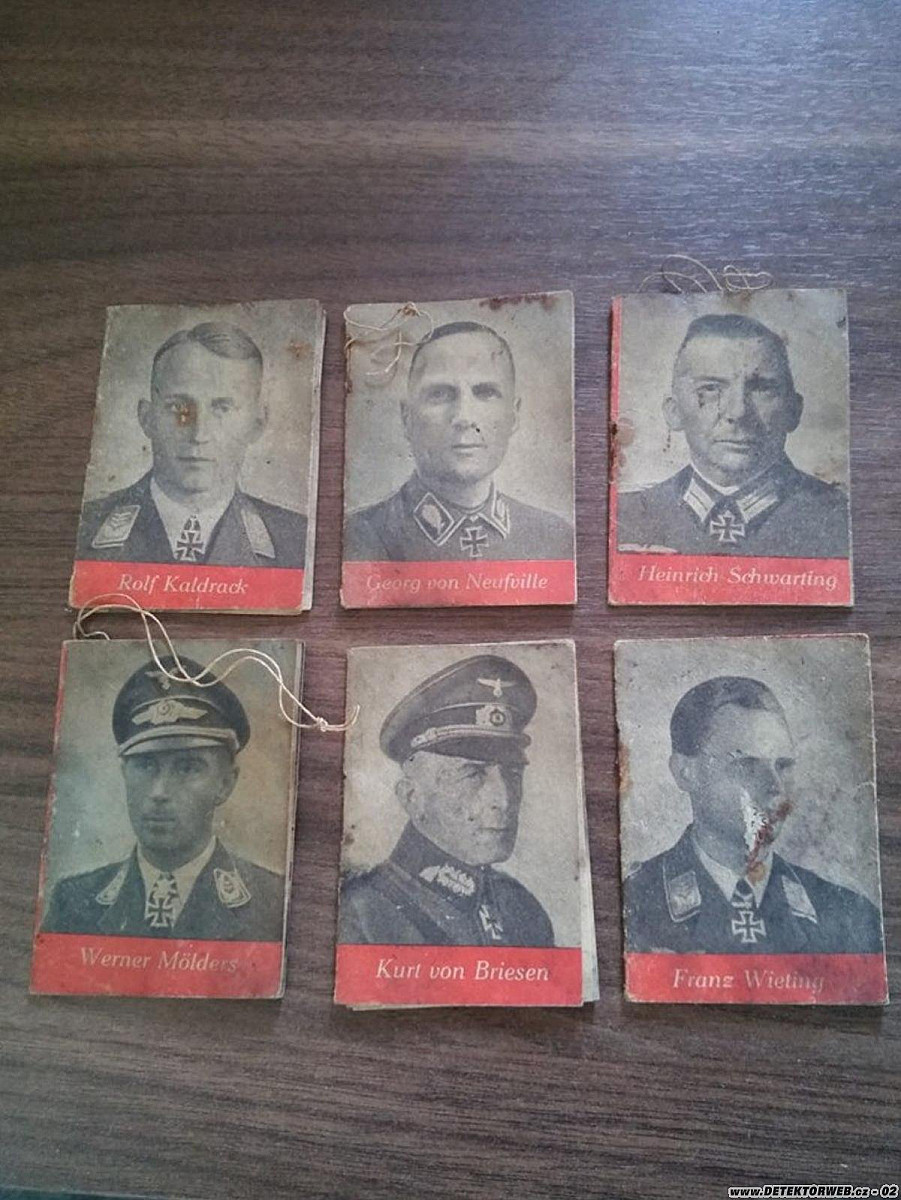 Rolf Kaldrack
Georg von Neufville
Heinrich Schwarting
Werner Mölders
Kurt von Briesen
Franz Wieting
www.DETEKTORWEB.cz - 02